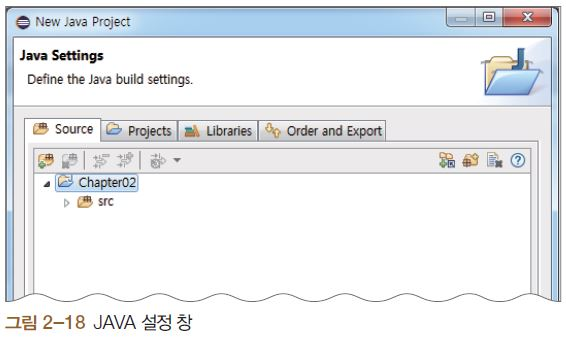 New Java Project
Java Settings
Define the Java build settings.
Source Projects Libraries Order and Export
Chapter02
src
그림 2-18 JAVA 설정 창